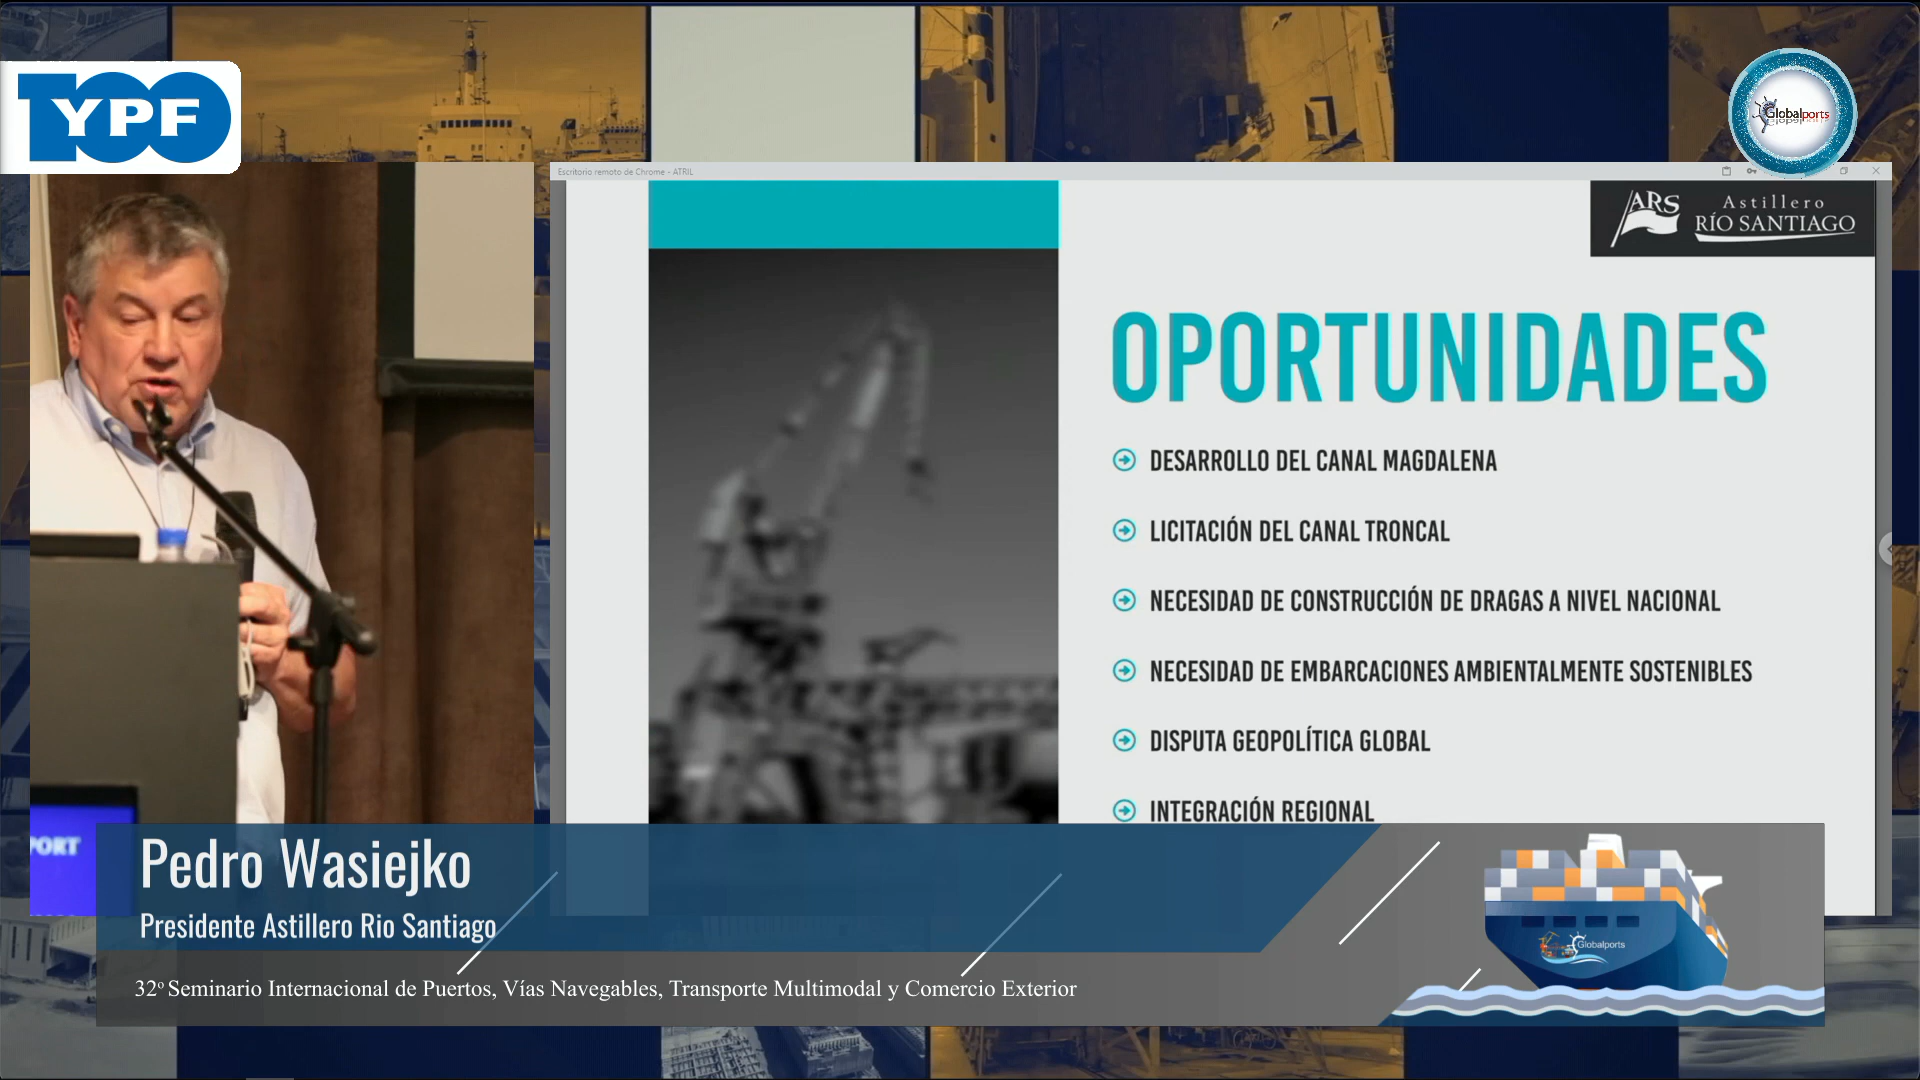 100
YPF
Globalports
Escritorio remoto de Chrome - ATRIL
ARS
Astillero
RÍO SANTIAGO
OPORTUNIDADES
DESARROLLO DEL CANAL MAGDALENA
LICITACIÓN DEL CANAL TRONCAL
NECESIDAD DE CONSTRUCCIÓN DE DRAGAS A NIVEL NACIONAL
NECESIDAD DE EMBARCACIONES AMBIENTALMENTE SOSTENIBLES
DISPUTA GEOPOLÍTICA GLOBAL
INTEGRACIÓN REGIONAL
PORT
Pedro Wasiejko
Presidente Astillero Rio Santiago
Globalports
32º Seminario Internacional de Puertos, Vías Navegables, Transporte Multimodal y Comercio Exterior